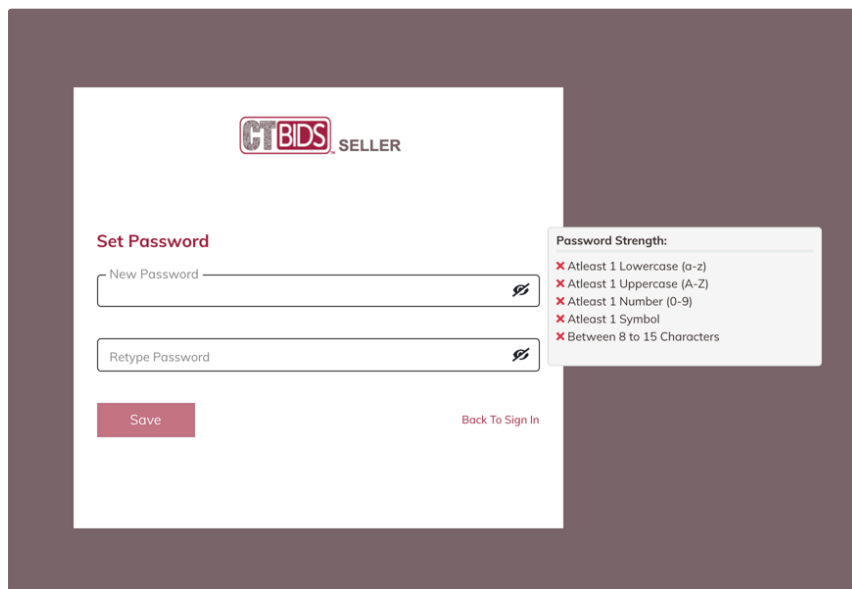 CTBIDS™ SELLER
Set Password
New Password
Retype Password
Save
Back To Sign In
Password Strength:
Atleast 1 Lowercase (a-z)
Atleast 1 Uppercase (A-Z)
Atleast 1 Number (0-9)
Atleast 1 Symbol
Between 8 to 15 Characters